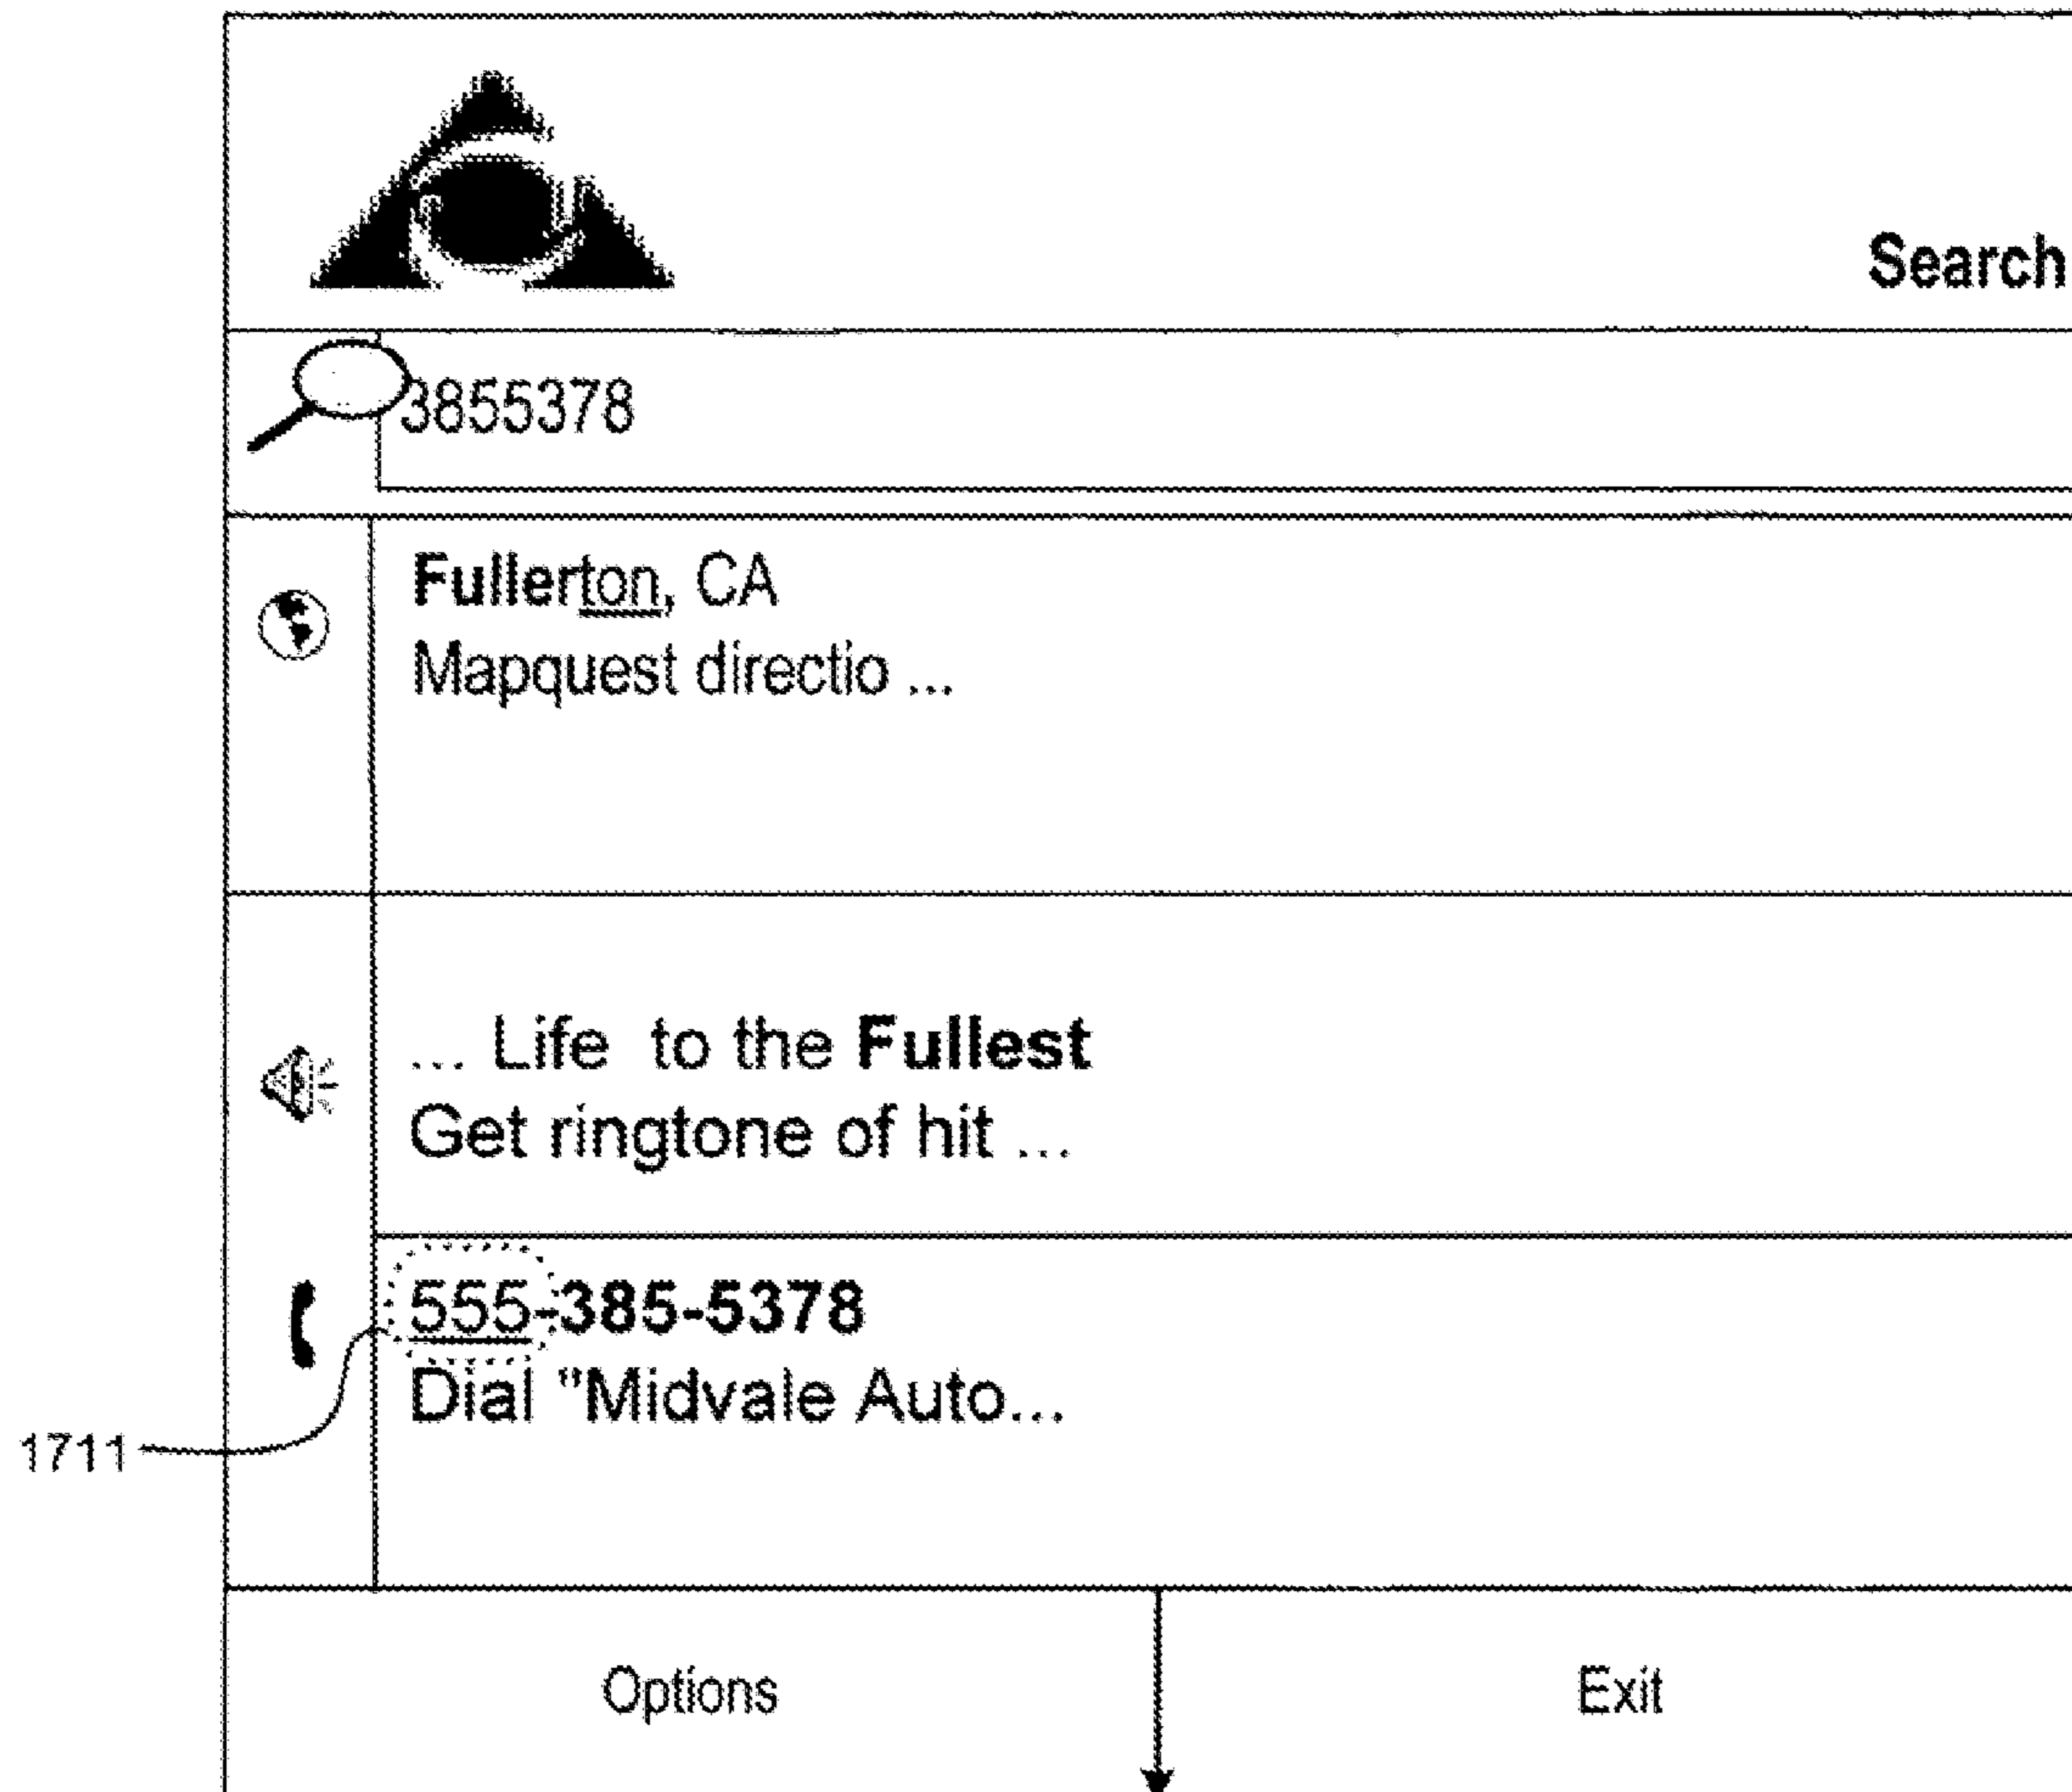 Search
3855378
Fullerton, CA
Mapquest directio ...
... Life to the Fullest
Get ringtone of hit ...
555-385-5378
Dial "Midvale Auto...
1711
Options
Exit